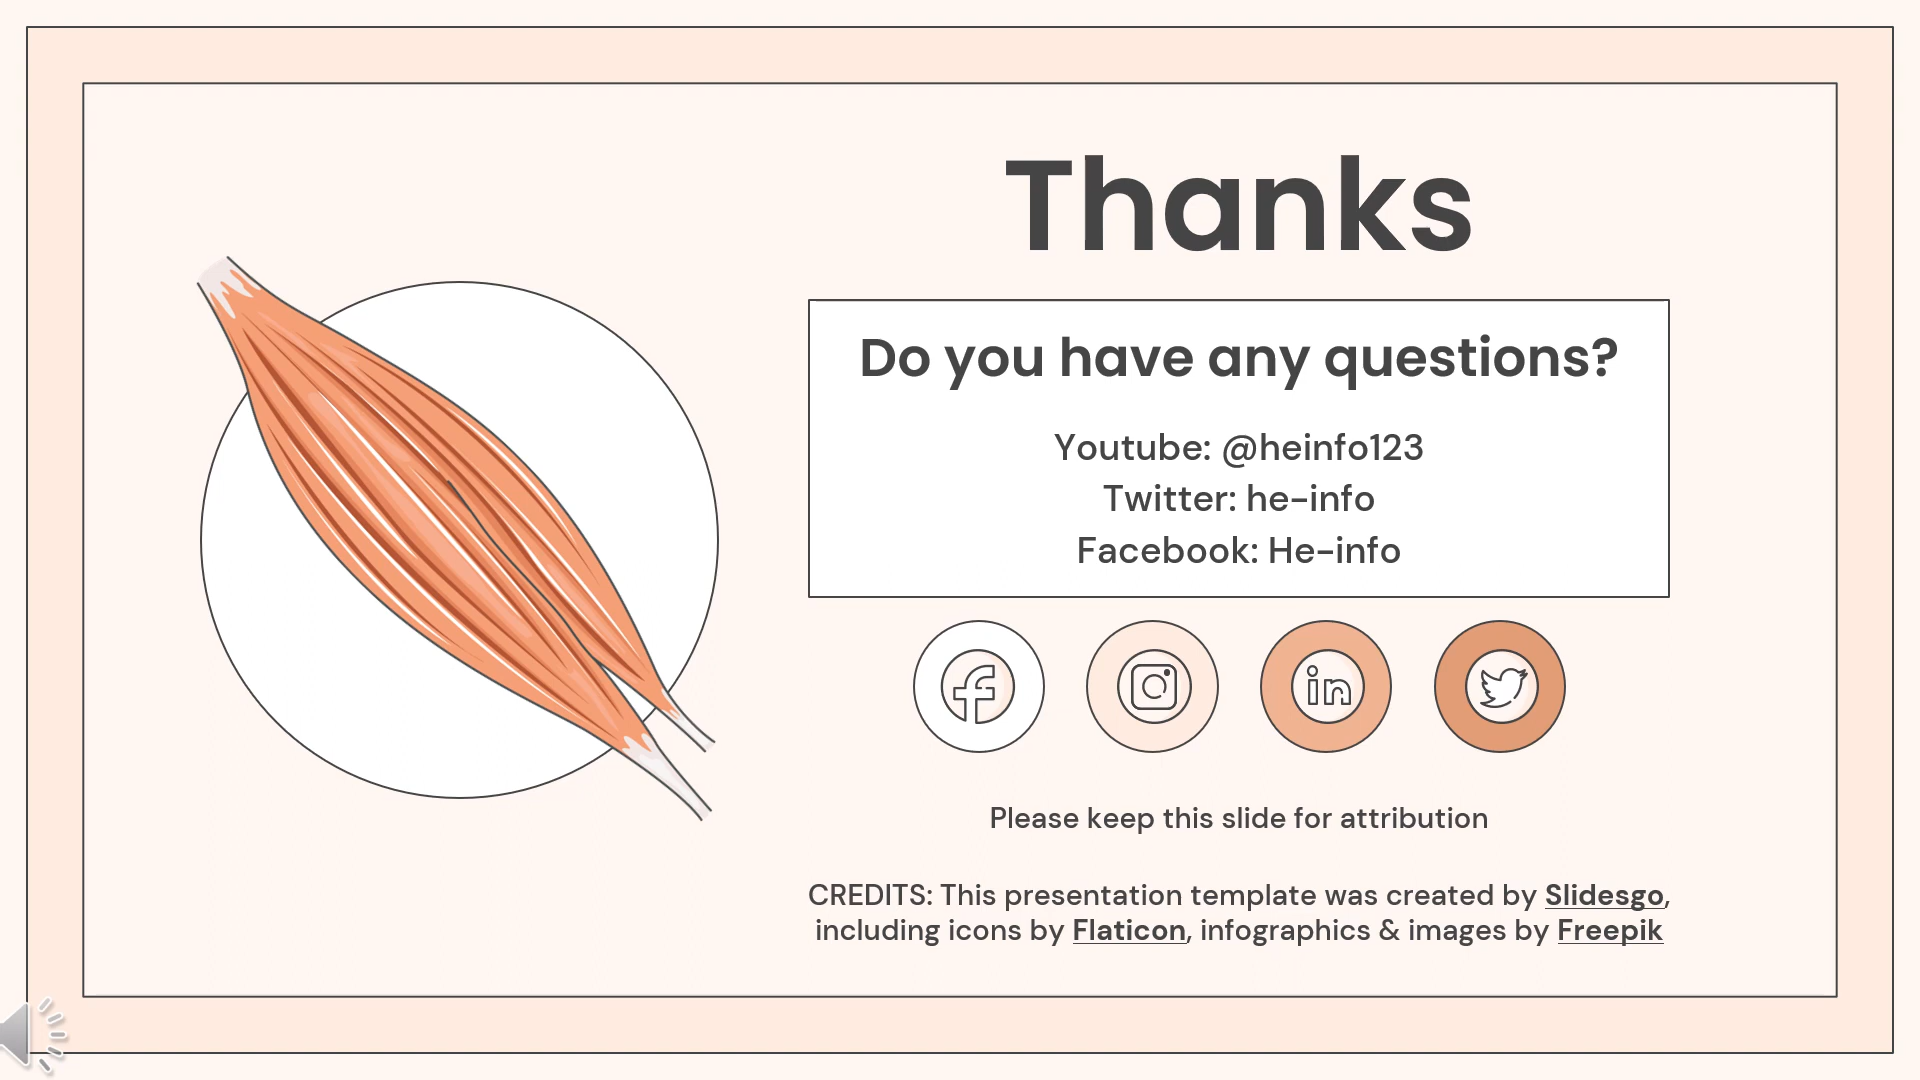 Thanks
Do you have any questions?
Youtube: @heinfo123
Twitter: he-info
Facebook: He-info
in
Please keep this slide for attribution
CREDITS: This presentation template was created by Slidesgo,
including icons by Flaticon, infographics & images by Freepik